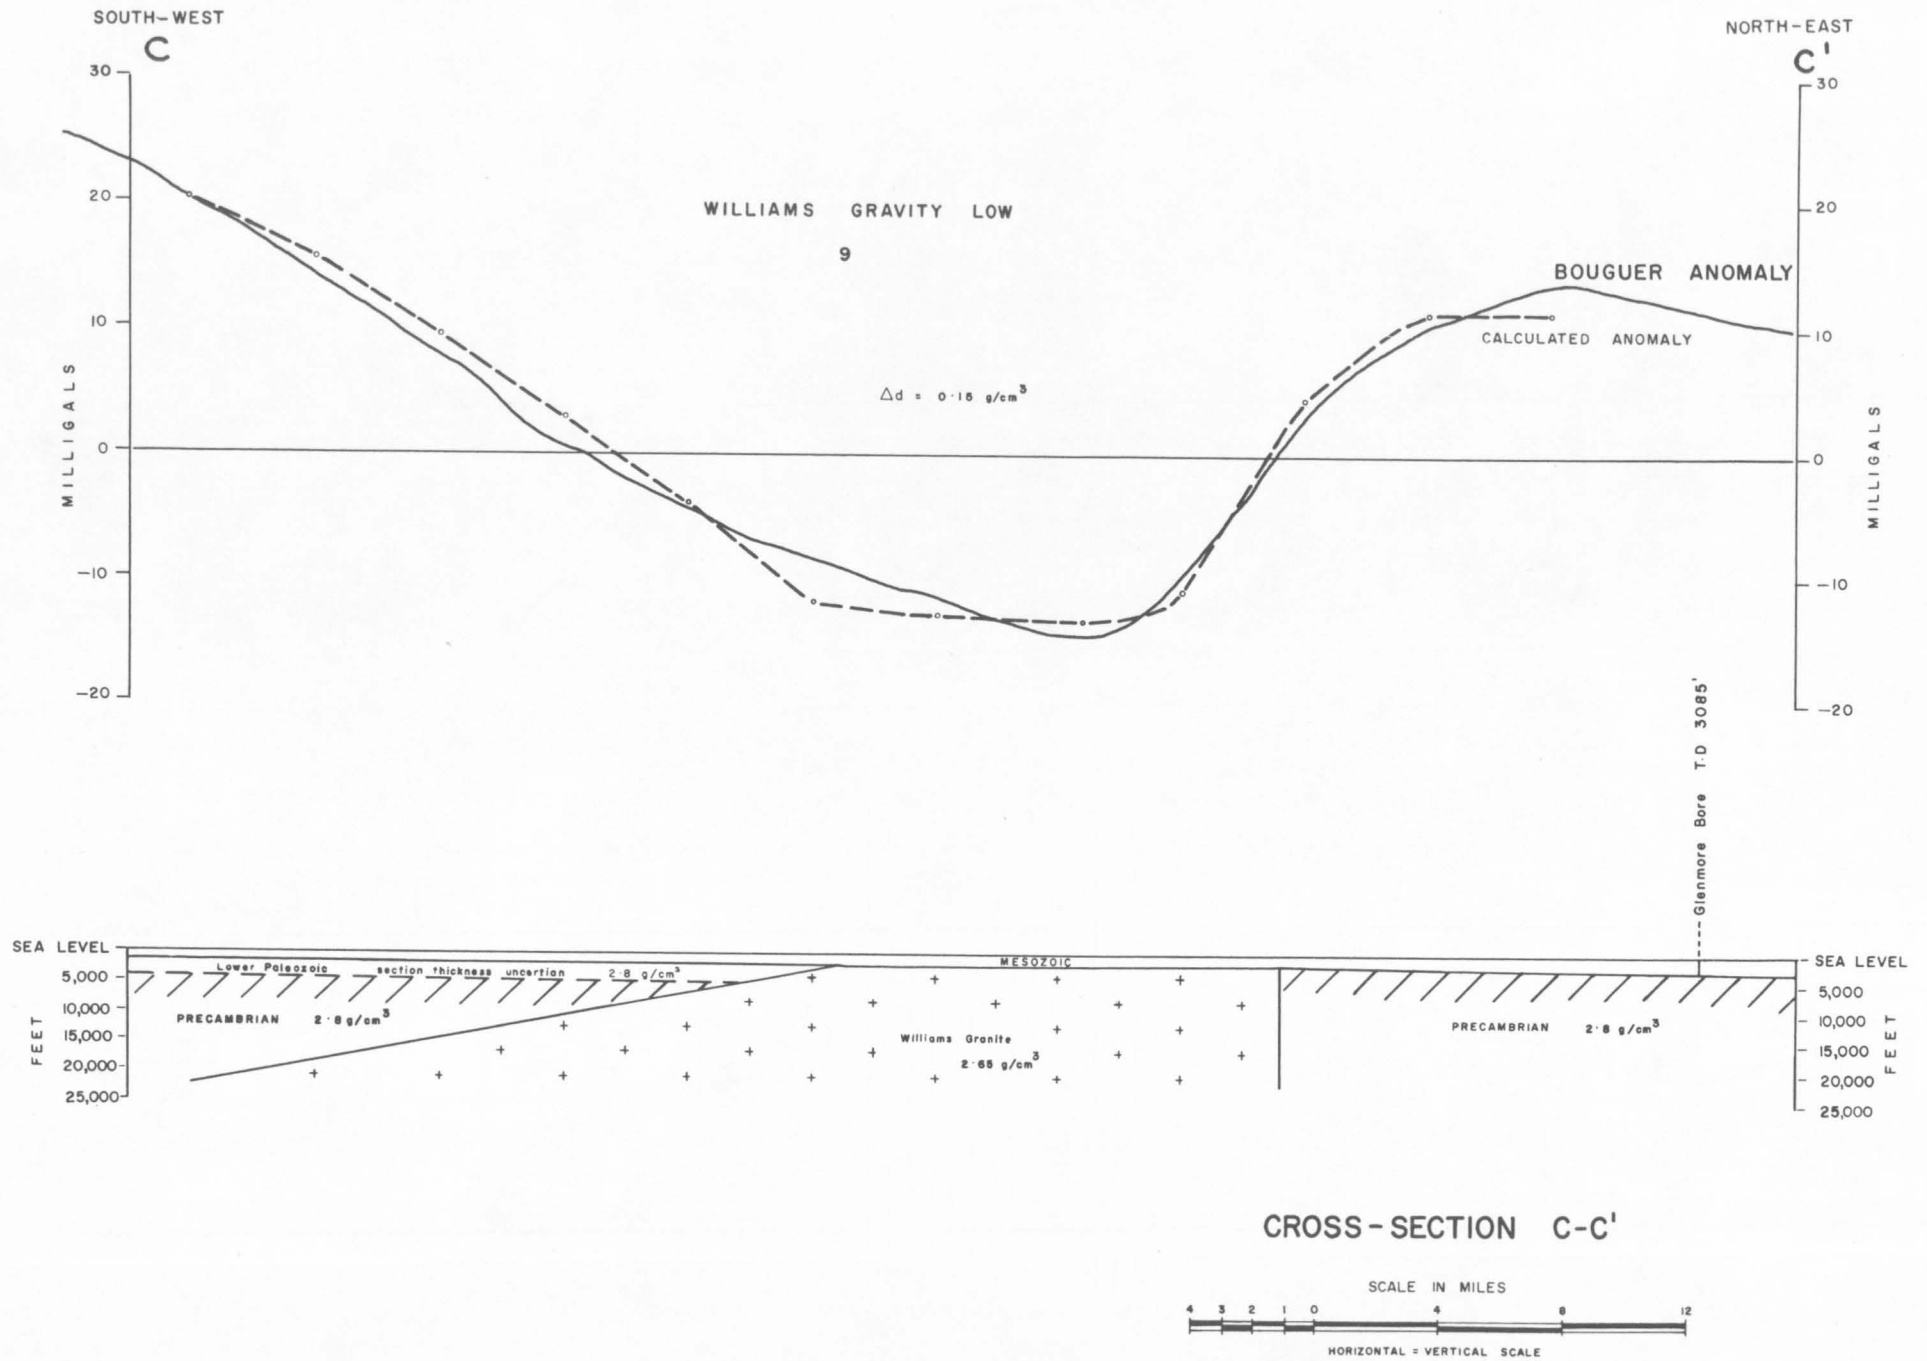 SOUTH-WEST
C
NORTH-EAST
C'
30
20
10
0
-10
-20
MILLIGALS
30
20
10
0
-10
-20
MILLIGALS
WILLIAMS GRAVITY LOW
9
BOUGUER ANOMALY
CALCULATED ANOMALY
Δd = 0·15 g/cm³
Glenmore Bore T.D 3085'
SEA LEVEL
5,000
10,000
15,000
20,000
25,000
FEET
Lower Paleozoic section thickness uncertion 2·8 g/cm³
PRECAMBRIAN 2·8 g/cm³
MESOZOIC
Williams Granite
2·65 g/cm³
PRECAMBRIAN 2·8 g/cm³
SEA LEVEL
5,000
10,000
15,000
20,000
25,000
FEET
CROSS-SECTION C-C'
SCALE IN MILES
4 3 2 1 0 4 8 12
HORIZONTAL = VERTICAL SCALE